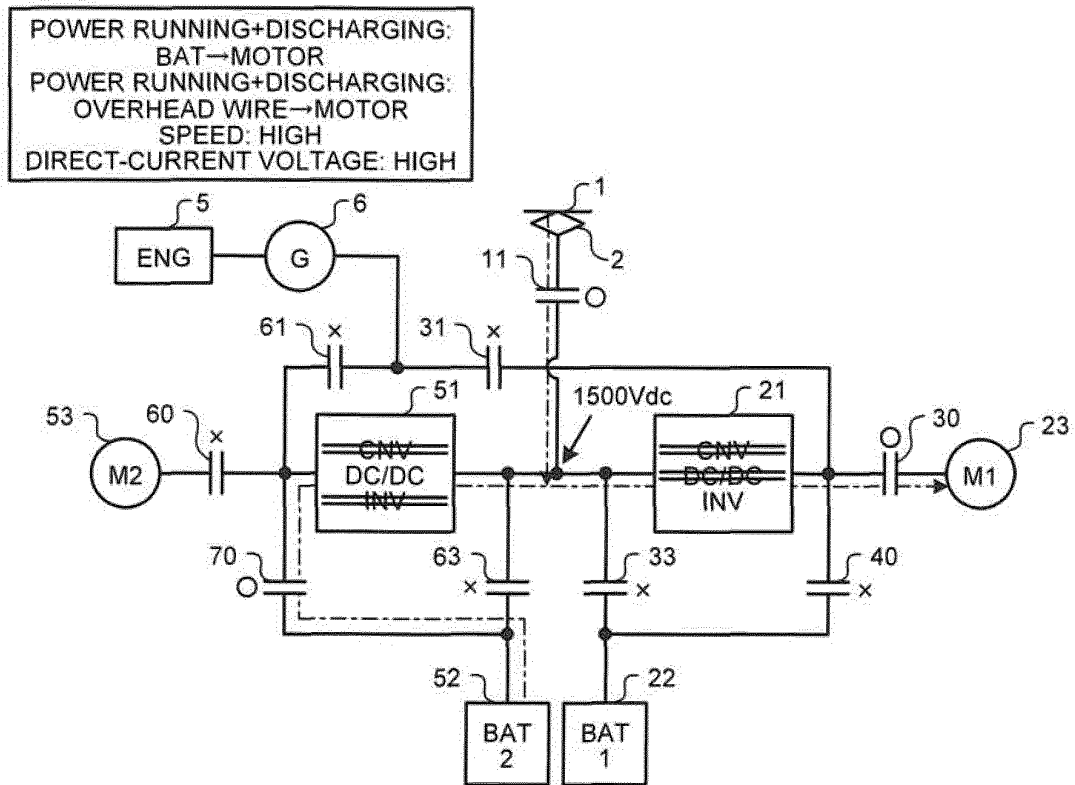 POWER RUNNING+DISCHARGING:
BAT→MOTOR
POWER RUNNING+DISCHARGING:
OVERHEAD WIRE→MOTOR
SPEED: HIGH
DIRECT-CURRENT VOLTAGE: HIGH
5
6
1
ENG
G
11
2
61
×
31
×
51
1500Vdc
21
53
60
×
30
23
M2
CNV
DC/DC
INV
CNV
DC/DC
INV
M1
70
63
×
33
×
40
×
52
22
BAT
2
BAT
1